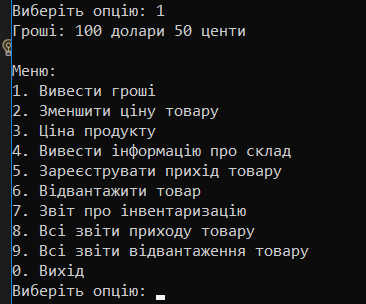 Виберіть опцію: 1
Гроші: 100 долари 50 центи
Меню:
1. Вивести гроші
2. Зменшити ціну товару
3. Ціна продукту
4. Вивести інформацію про склад
5. Зареєструвати прихід товару
6. Відвантажити товар
7. Звіт про інвентаризацію
8. Всі звіти приходу товару
9. Всі звіти відвантаження товару
0. Вихід
Виберіть опцію: